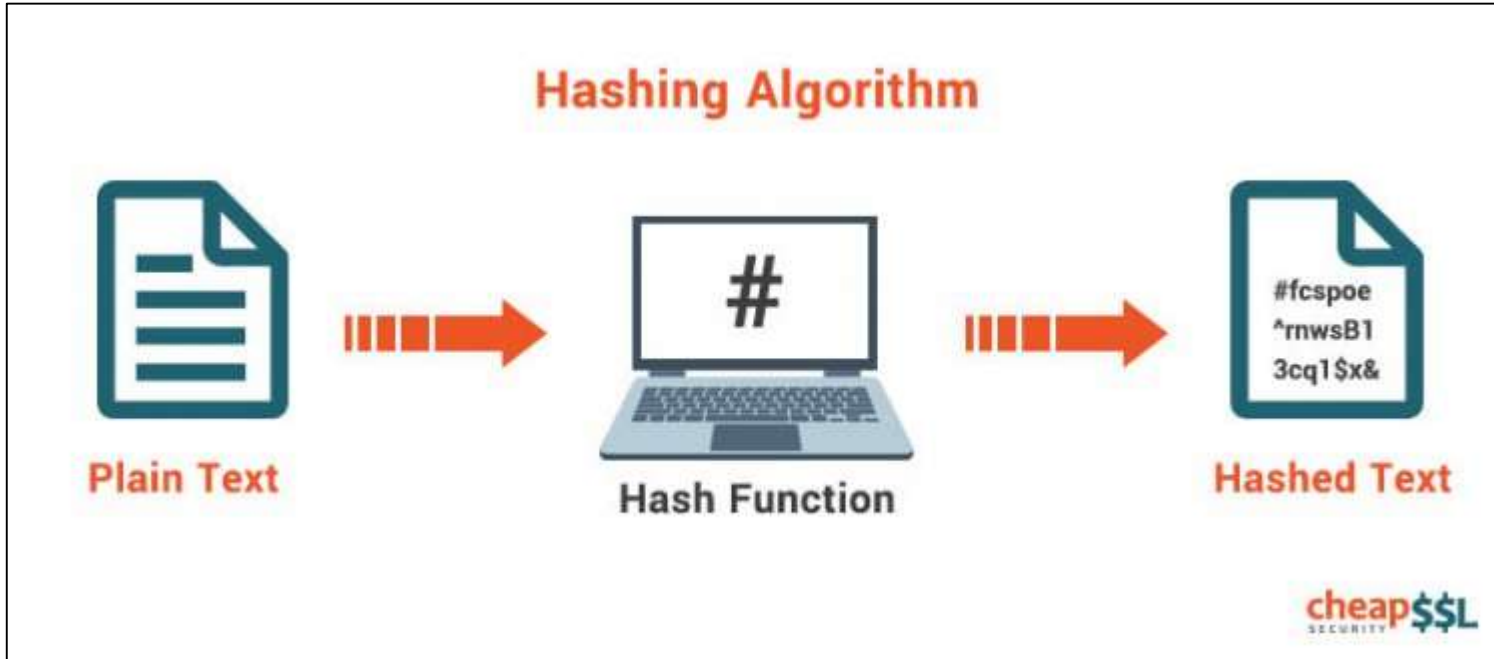 Hashing Algorithm
#
#fcspoe
^rnwsB1
3cq1$x&
Plain Text
Hash Function
Hashed Text
cheap$$L
SECURITY